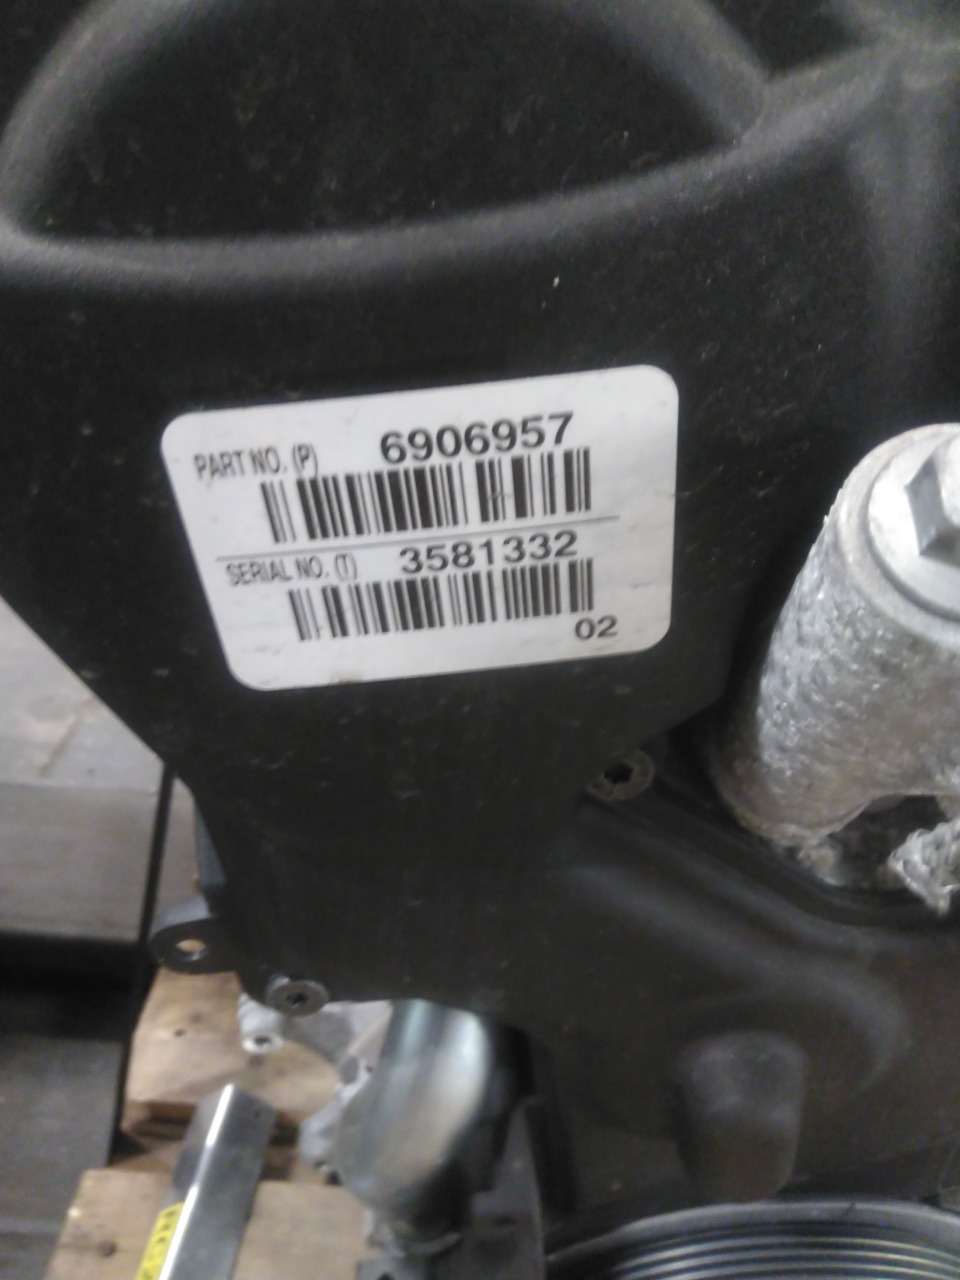 PART NO. (P) 6906957
SERIAL NO. (T) 3581332
02